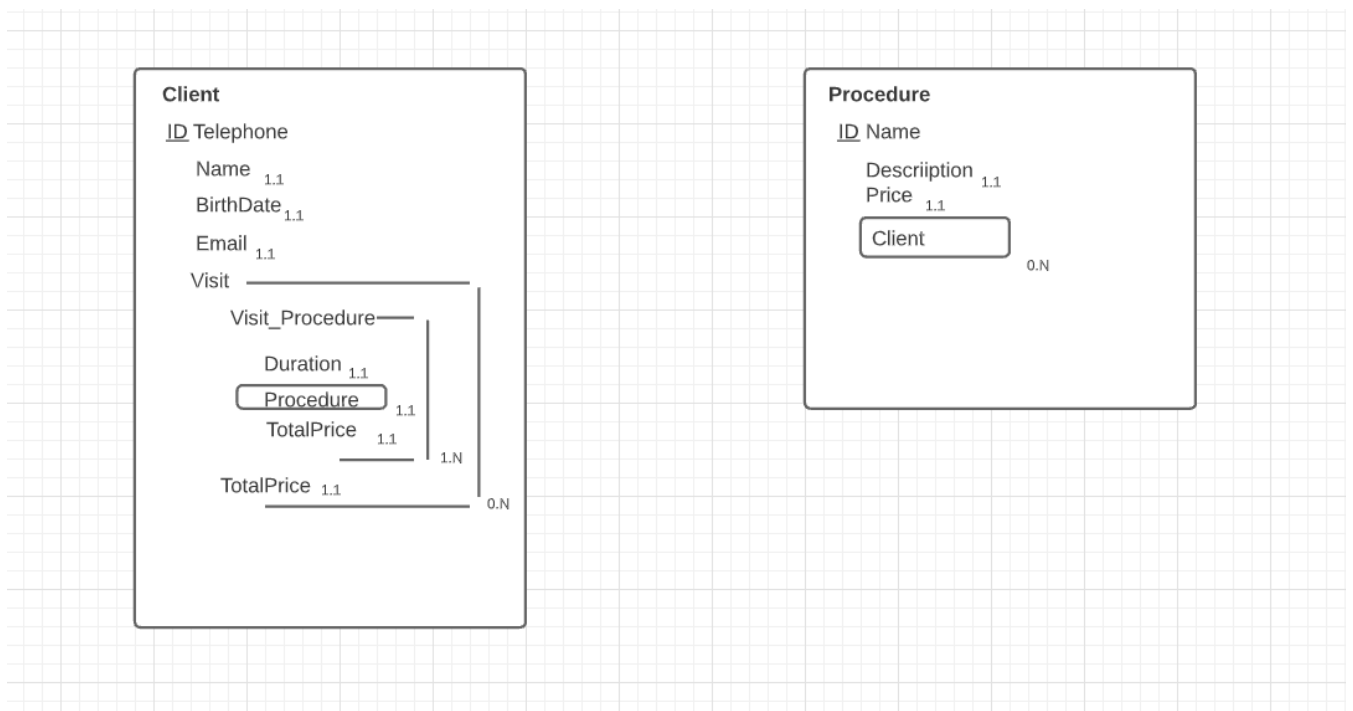 Client
ID Telephone
Name 1.1
BirthDate 1.1
Email 1.1
Visit
Visit_Procedure
Duration 1.1
Procedure 1.1
TotalPrice 1.1
1.N
TotalPrice 1.1
0.N
Procedure
ID Name
Descriiption 1.1
Price 1.1
Client
0.N